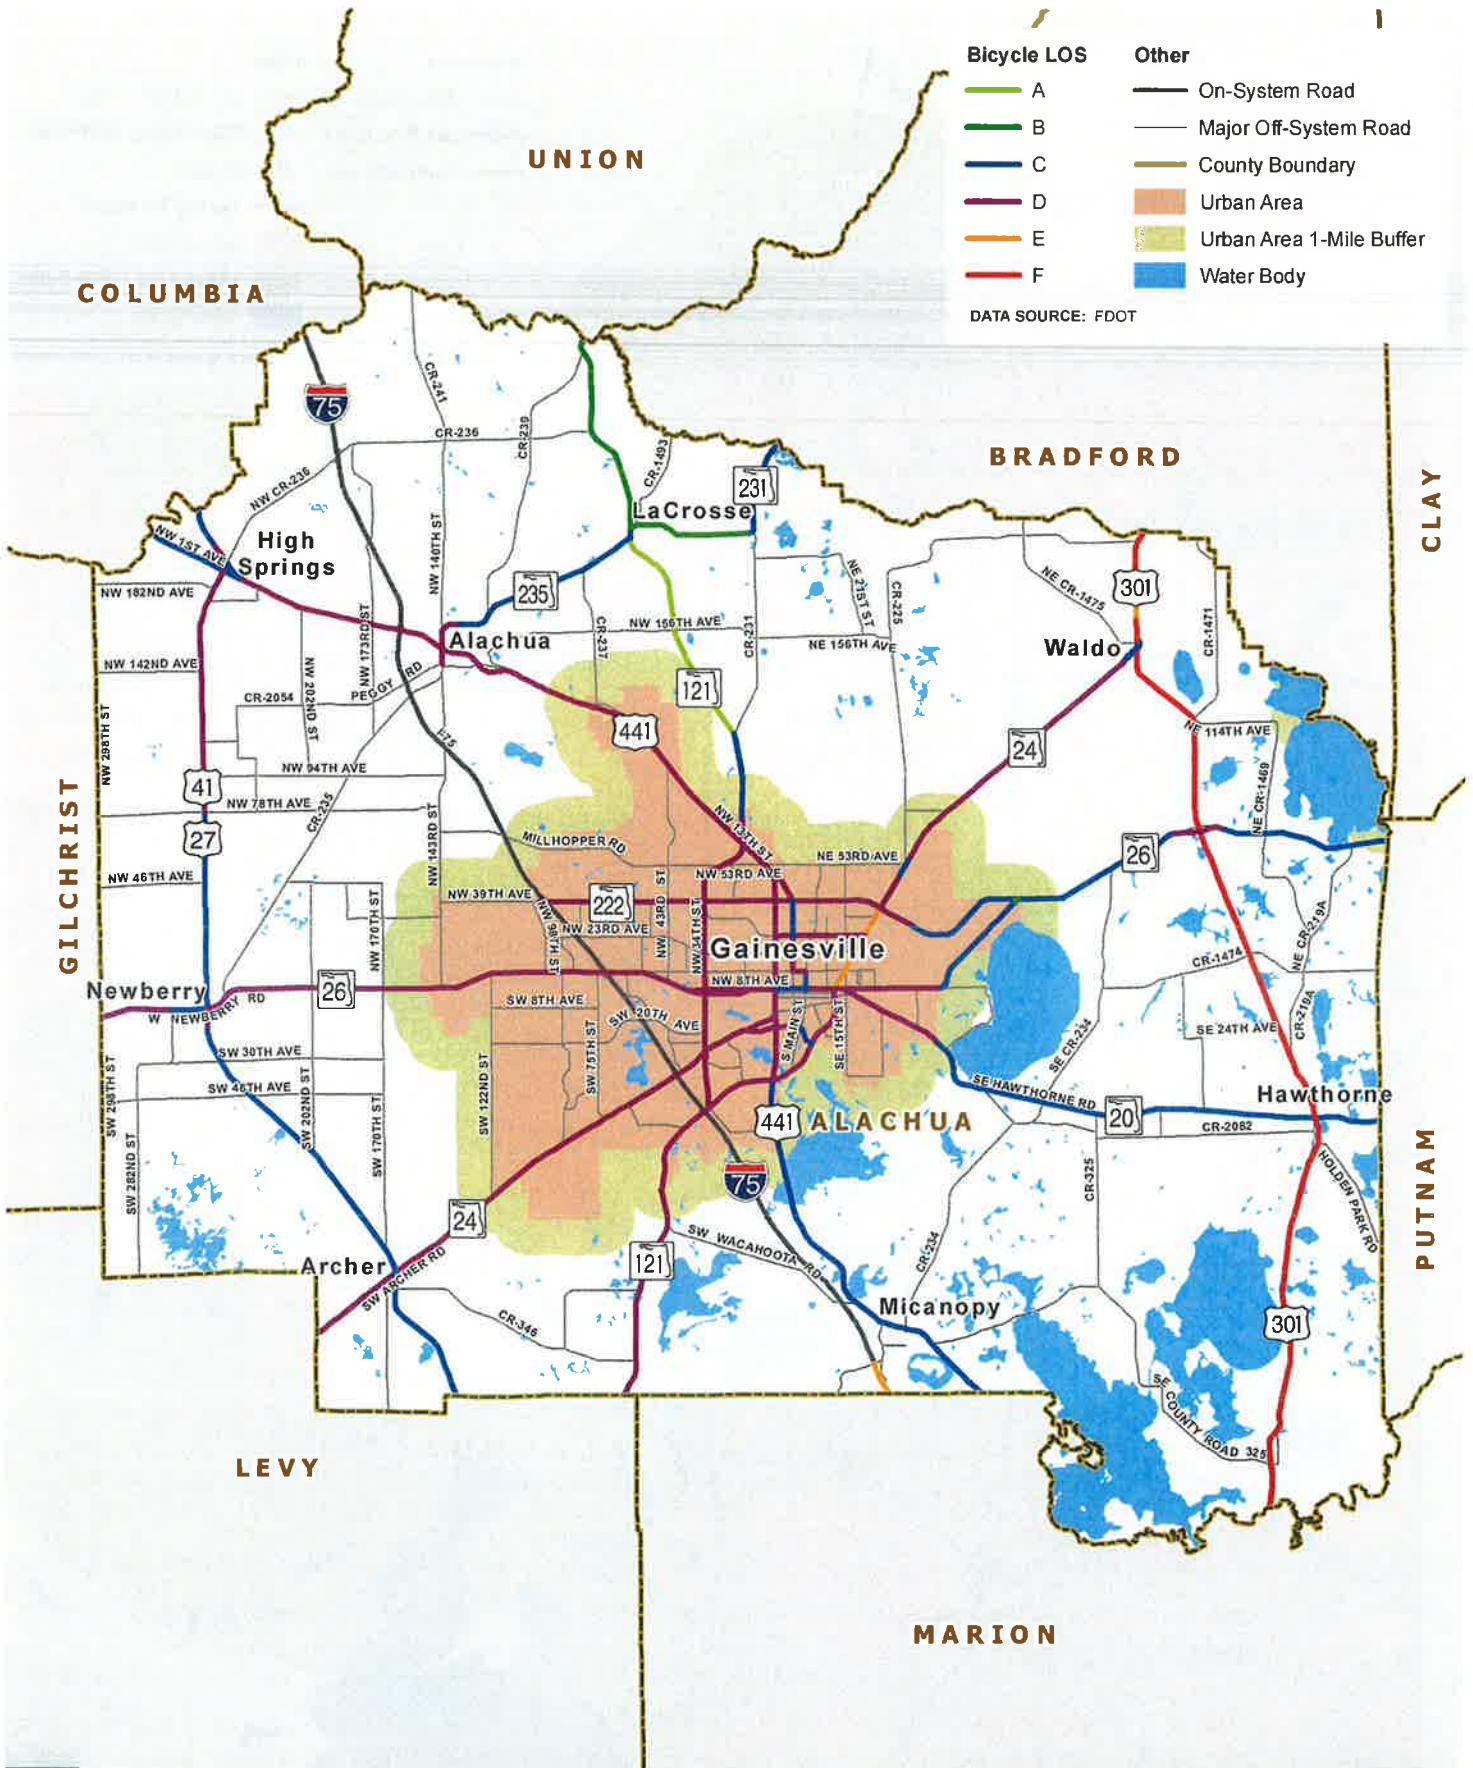 Bicycle LOS
A
B
C
D
E
F
Other
On-System Road
Major Off-System Road
County Boundary
Urban Area
Urban Area 1-Mile Buffer
Water Body
DATA SOURCE: FDOT
UNION
COLUMBIA
BRADFORD
CLAY
GILCHRIST
PUTNAM
LEVY
MARION
ALACHUA
75
CR-241
CR-236
CR-239
NW CR-236
CR-1493
231
LaCrosse
High
Springs
NW 1ST AVE
NW 182ND AVE
NW 140TH ST
235
NE 21ST ST
CR-225
NE CR-1475
301
CR-1471
NW 173RD ST
Alachua
NW 156TH AVE
CR-237
CR-231
NE 156TH AVE
Waldo
NW 142ND AVE
NW 202ND ST
PEGGY RD
CR-2054
121
NW 298TH ST
441
I-75
24
NE 114TH AVE
NW 94TH AVE
41
NW 78TH AVE
CR-235
27
NW 143RD ST
MILLHOPPER RD
NW 13TH ST
NE 53RD AVE
NE CR-1469
26
NW 46TH AVE
NW 39TH AVE
222
NW 43RD ST
NW 53RD AVE
NW 170TH ST
NW 98TH ST
NW 23RD AVE
NW 34TH ST
Gainesville
NE CR-219A
CR-1474
Newberry
W NEWBERRY RD
26
NW 8TH AVE
SW 8TH AVE
SW 20TH AVE
S MAIN ST
SE 15TH ST
CR-219A
SE 24TH AVE
SE CR-234
SW 30TH AVE
SW 75TH ST
SW 46TH AVE
SW 298TH ST
SW 202ND ST
SW 122ND ST
SE HAWTHORNE RD
Hawthorne
20
441
CR-2082
SW 170TH ST
SW 282ND ST
CR-325
HOLDEN PARK RD
75
24
SW WACAHOOTA RD
CR-234
Archer
SW ARCHER RD
121
Micanopy
CR-346
301
SE COUNTY ROAD 325